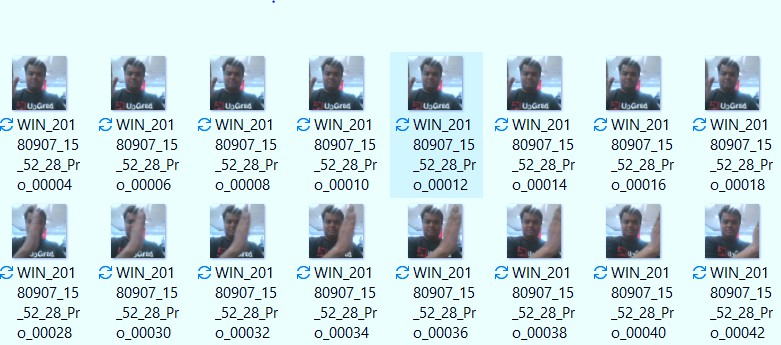 WIN_201
80907_15
_52_28_Pr
o_00004
WIN_201
80907_15
_52_28_Pr
o_00006
WIN_201
80907_15
_52_28_Pr
o_00008
WIN_201
80907_15
_52_28_Pr
o_00010
WIN_201
80907_15
_52_28_Pr
o_00012
WIN_201
80907_15
_52_28_Pr
o_00014
WIN_201
80907_15
_52_28_Pr
o_00016
WIN_201
80907_15
_52_28_Pr
o_00018
WIN_201
80907_15
_52_28_Pr
o_00028
WIN_201
80907_15
_52_28_Pr
o_00030
WIN_201
80907_15
_52_28_Pr
o_00032
WIN_201
80907_15
_52_28_Pr
o_00034
WIN_201
80907_15
_52_28_Pr
o_00036
WIN_201
80907_15
_52_28_Pr
o_00038
WIN_201
80907_15
_52_28_Pr
o_00040
WIN_201
80907_15
_52_28_Pr
o_00042